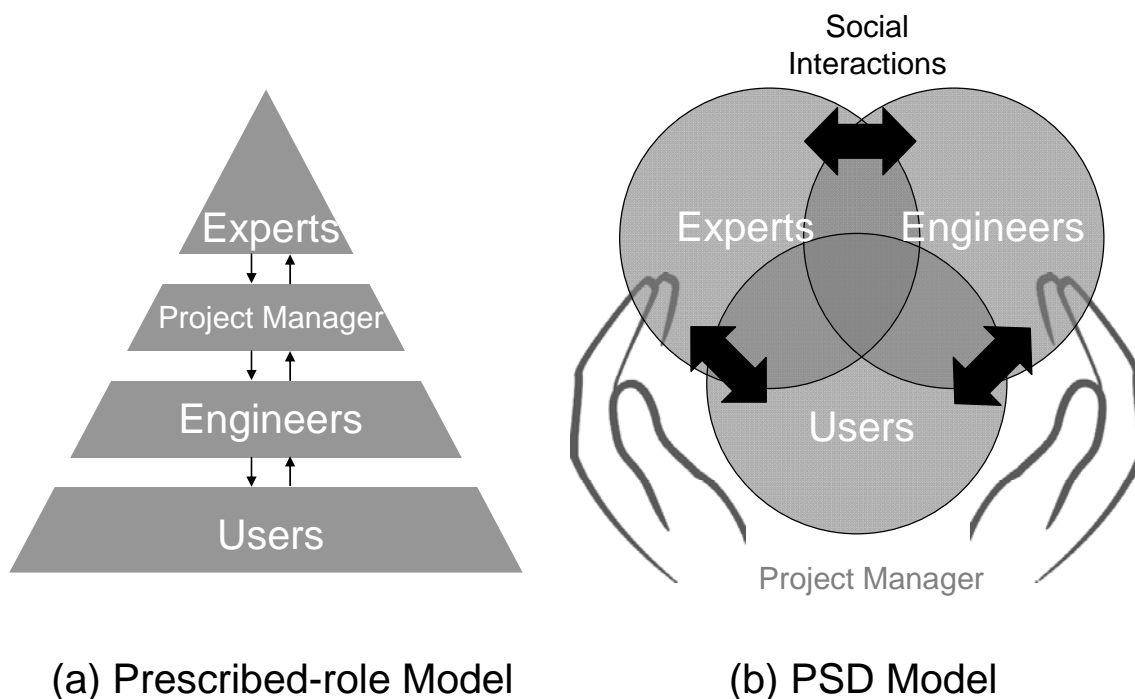 Experts
Project Manager
Engineers
Users
(a) Prescribed-role Model
Social
Interactions
Experts
Engineers
Users
Project Manager
(b) PSD Model